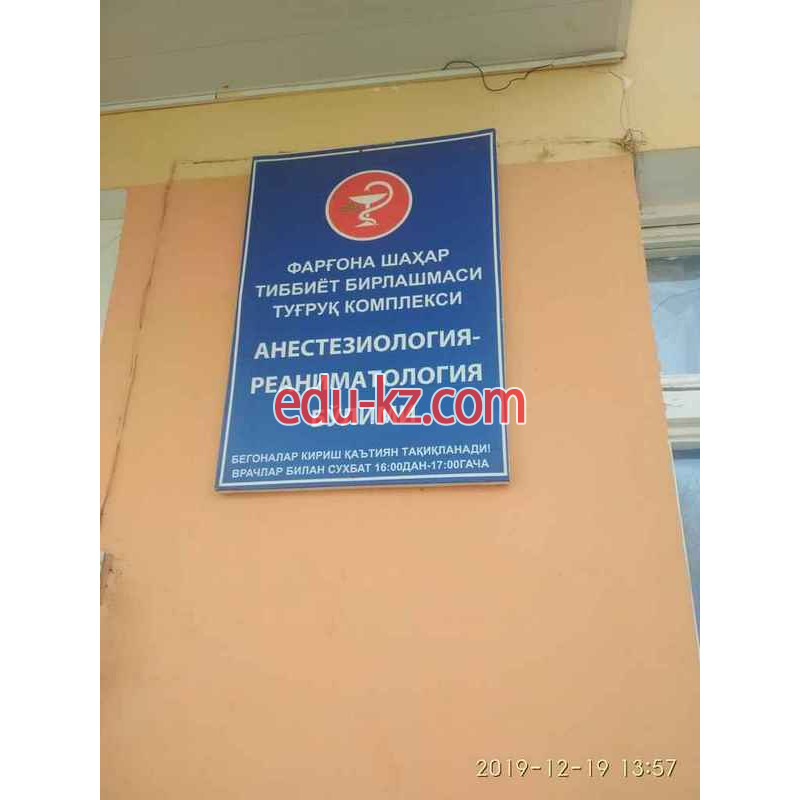 ФАРҒОНА ШАҲАР
ТИББИЁТ БИРЛАШМАСИ
ТУҒРУҚ КОМПЛЕКСИ
АНЕСТЕЗИОЛОГИЯ-
РЕАНИМАТОЛОГИЯ
edu-kz.com
БЕГОНАЛАР КИРИШ ҚАЪТИЯН ТАҚИҚЛАНАДИ!
ВРАЧЛАР БИЛАН СУХБАТ 16:00ДАН-17:00ГАЧА
2019-12-19 13:57